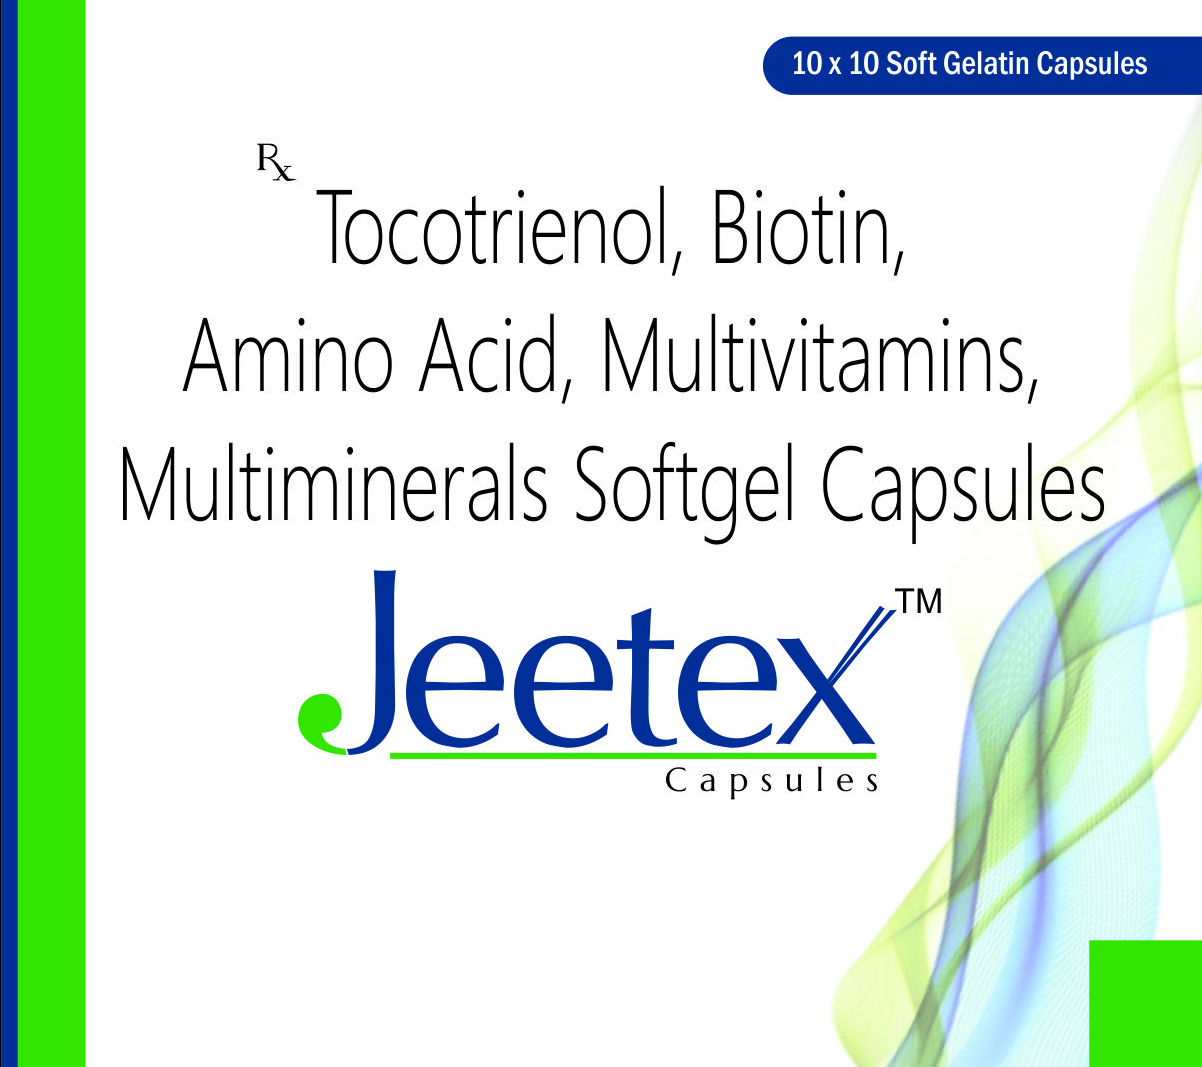 10 x 10 Soft Gelatin Capsules
Rx
Tocotrienol, Biotin,
Amino Acid, Multivitamins,
Multiminerals Softgel Capsules
Jeetex™
Capsules